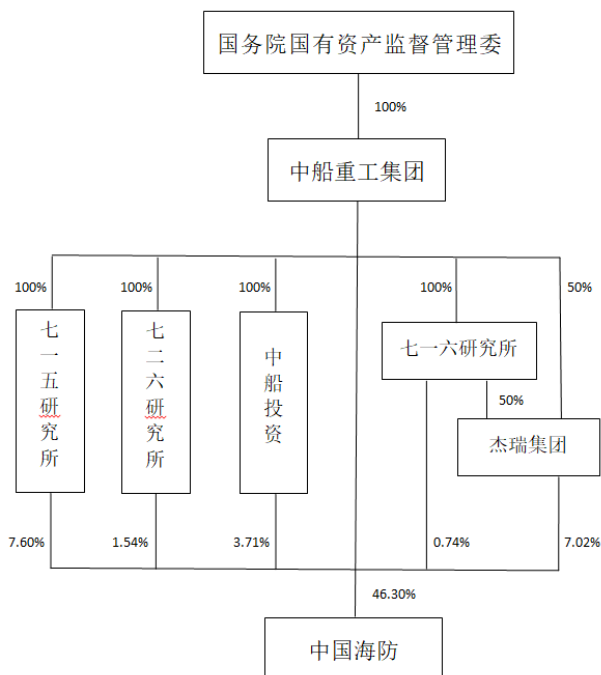 国务院国有资产监督管理委
100%
中船重工集团
100%
100%
100%
100%
50%
七一五研究所
七二六研究所
中船投资
七一六研究所
50%
杰瑞集团
7.60%
1.54%
3.71%
0.74%
7.02%
46.30%
中国海防